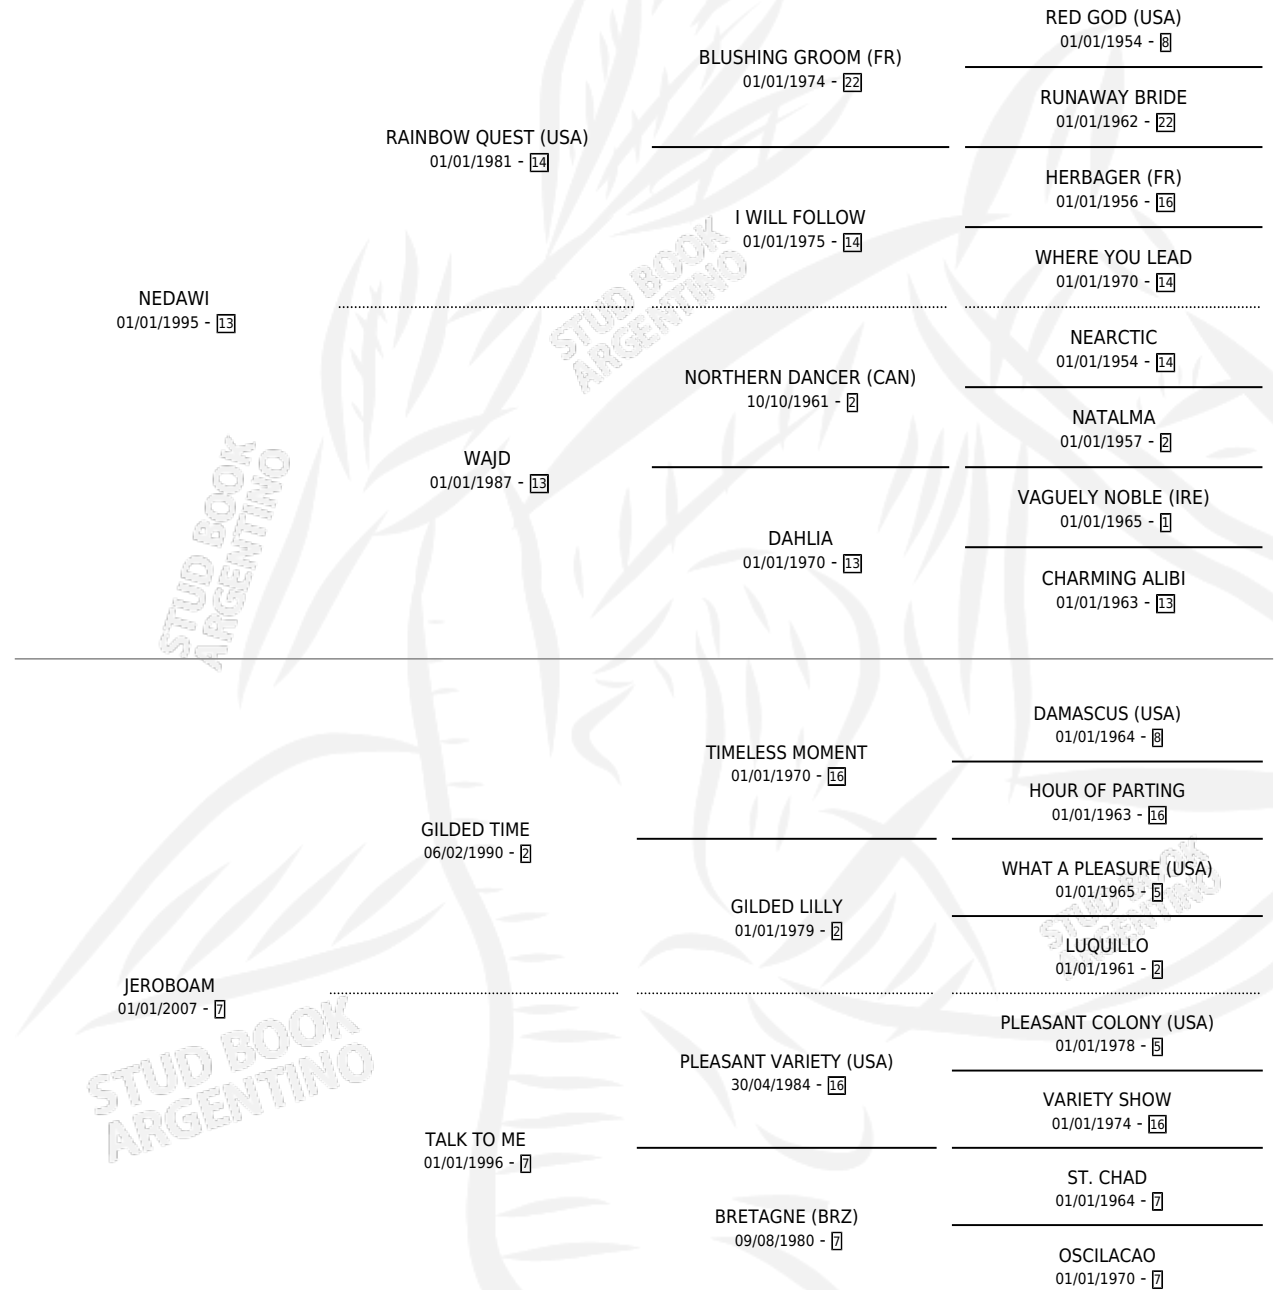 RED GOD (USA)
01/01/1954 - 8
BLUSHING GROOM (FR)
01/01/1974 - 22
RUNAWAY BRIDE
01/01/1962 - 22
RAINBOW QUEST (USA)
01/01/1981 - 14
HERBAGER (FR)
01/01/1956 - 16
I WILL FOLLOW
01/01/1975 - 14
WHERE YOU LEAD
01/01/1970 - 14
NEDAWI
01/01/1995 - 13
NEARCTIC
01/01/1954 - 14
NORTHERN DANCER (CAN)
10/10/1961 - 2
NATALMA
01/01/1957 - 2
WAJD
01/01/1987 - 13
VAGUELY NOBLE (IRE)
01/01/1965 - 1
DAHLIA
01/01/1970 - 13
CHARMING ALIBI
01/01/1963 - 13
STUD BOOK
ARGENTINO
STUD BOOK
ARGENTINO
DAMASCUS (USA)
01/01/1964 - 8
TIMELESS MOMENT
01/01/1970 - 16
HOUR OF PARTING
01/01/1963 - 16
GILDED TIME
06/02/1990 - 2
WHAT A PLEASURE (USA)
01/01/1965 - 5
GILDED LILLY
01/01/1979 - 2
LUQUILLO
01/01/1961 - 2
STUD BOOK
ARGENTINO
JEROBOAM
01/01/2007 - 7
PLEASANT COLONY (USA)
01/01/1978 - 5
PLEASANT VARIETY (USA)
30/04/1984 - 16
VARIETY SHOW
01/01/1974 - 16
STUD BOOK
ARGENTINO
TALK TO ME
01/01/1996 - 7
ST. CHAD
01/01/1964 - 7
BRETAGNE (BRZ)
09/08/1980 - 7
OSCILACAO
01/01/1970 - 7